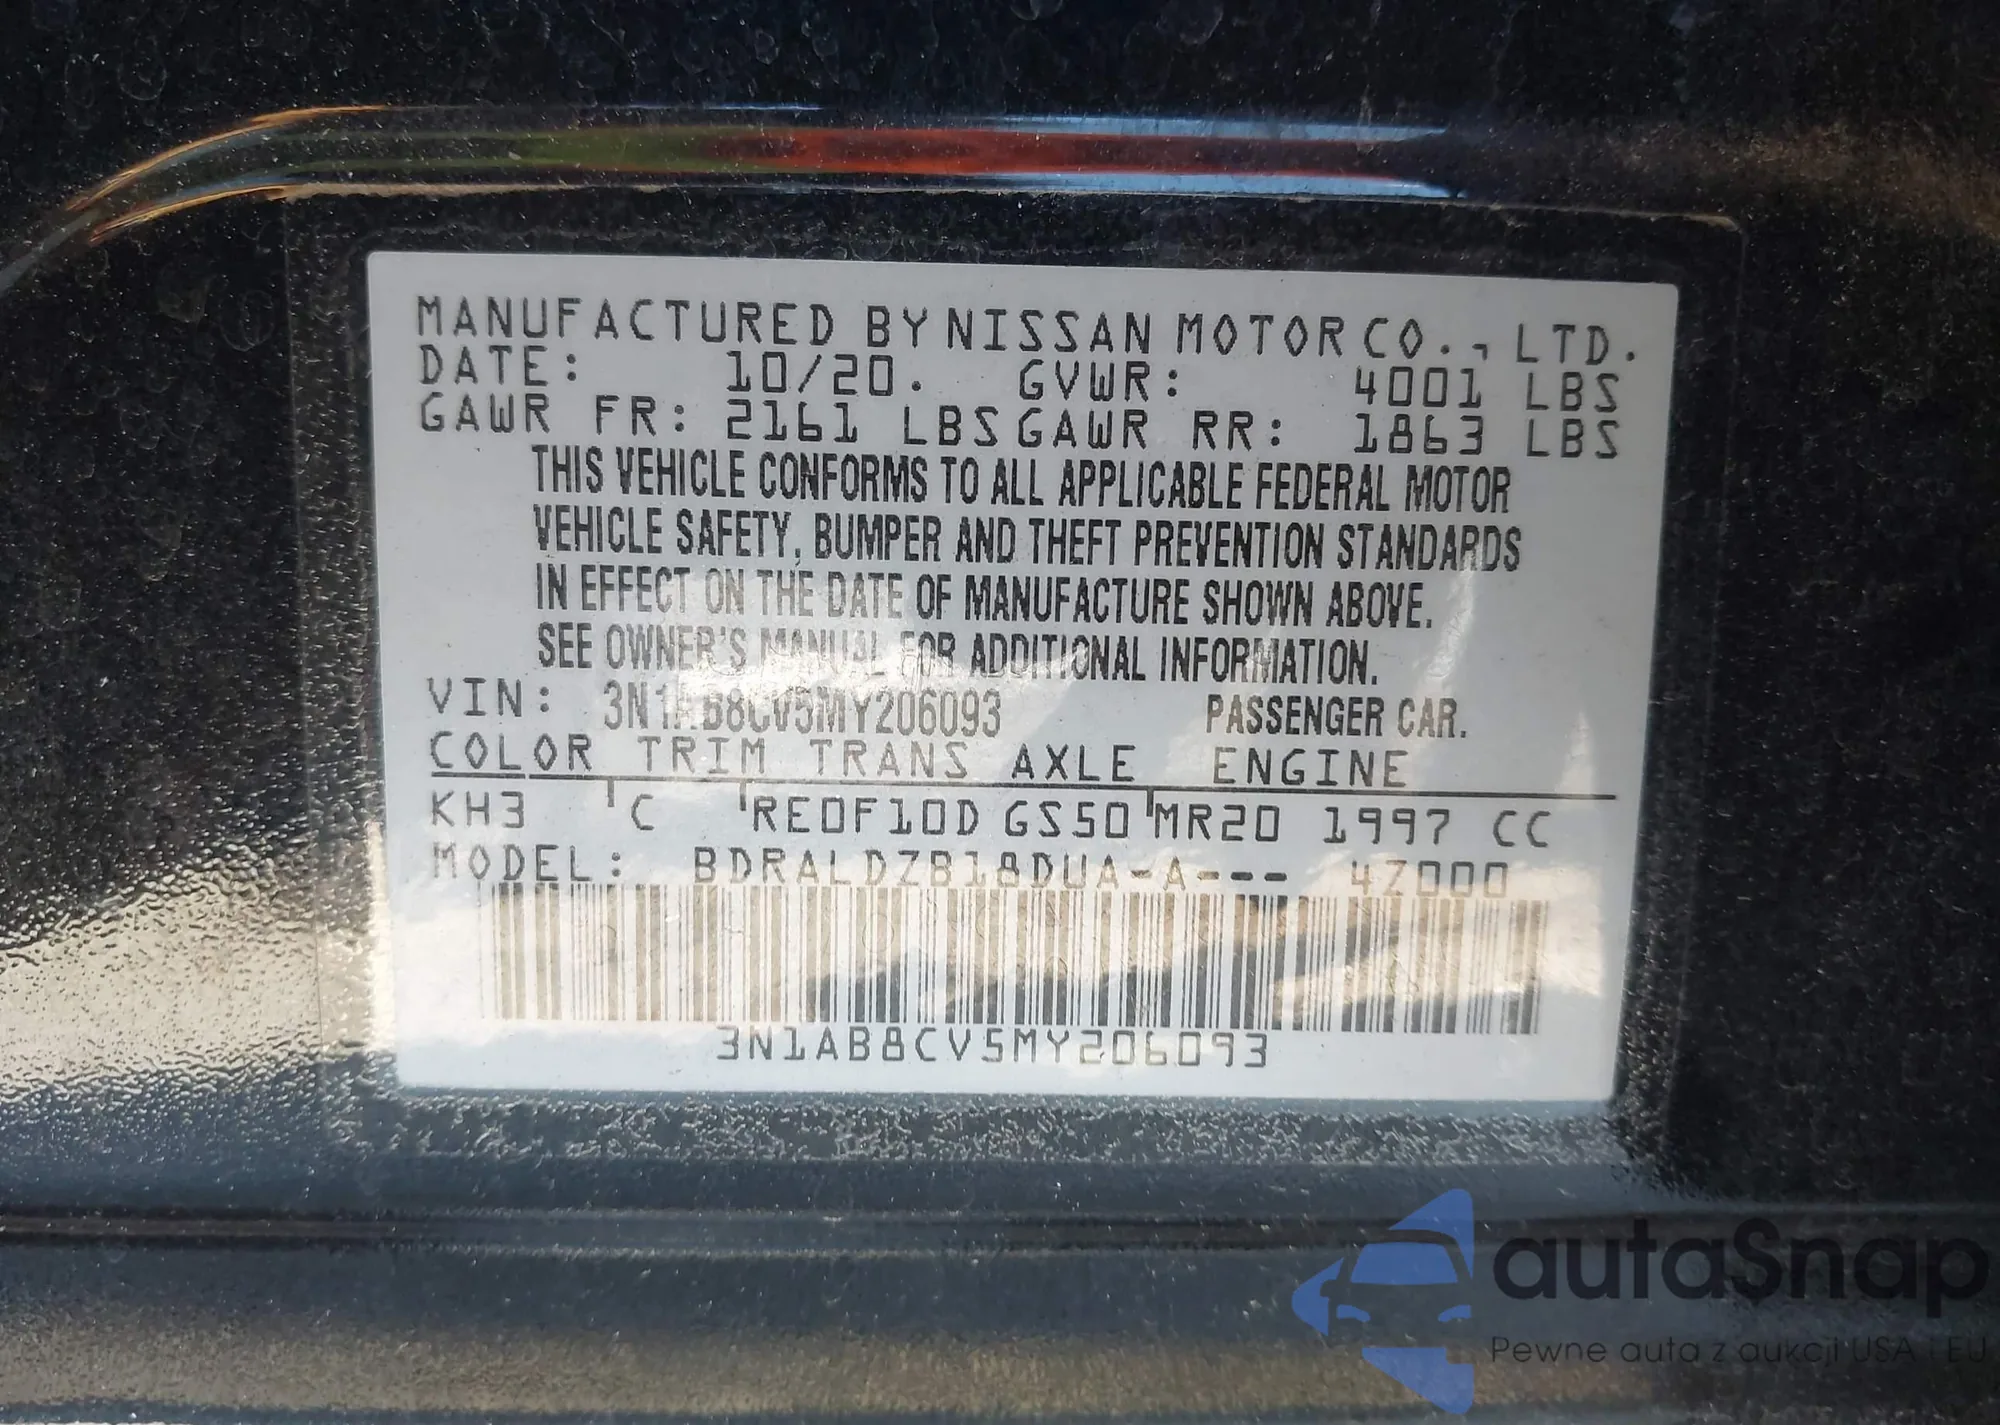 MANUFACTURED BY NISSAN MOTOR CO., LTD.
DATE: 10/20. GVWR: 4001 LBS
GAWR FR: 2161 LBS GAWR RR: 1863 LBS
THIS VEHICLE CONFORMS TO ALL APPLICABLE FEDERAL MOTOR
VEHICLE SAFETY, BUMPER AND THEFT PREVENTION STANDARDS
IN EFFECT ON THE DATE OF MANUFACTURE SHOWN ABOVE.
SEE OWNER'S MANUAL FOR ADDITIONAL INFORMATION.
VIN: 3N1AB8CV5MY206093 PASSENGER CAR.
COLOR TRIM TRANS AXLE ENGINE
KH3 C RE0F10D GS50 MR20 1997 CC
MODEL: BDRALDZB18DUA-A--- 4Z000
3N1AB8CV5MY206093
autaSnap
Pewne auta z aukcji USA i EU